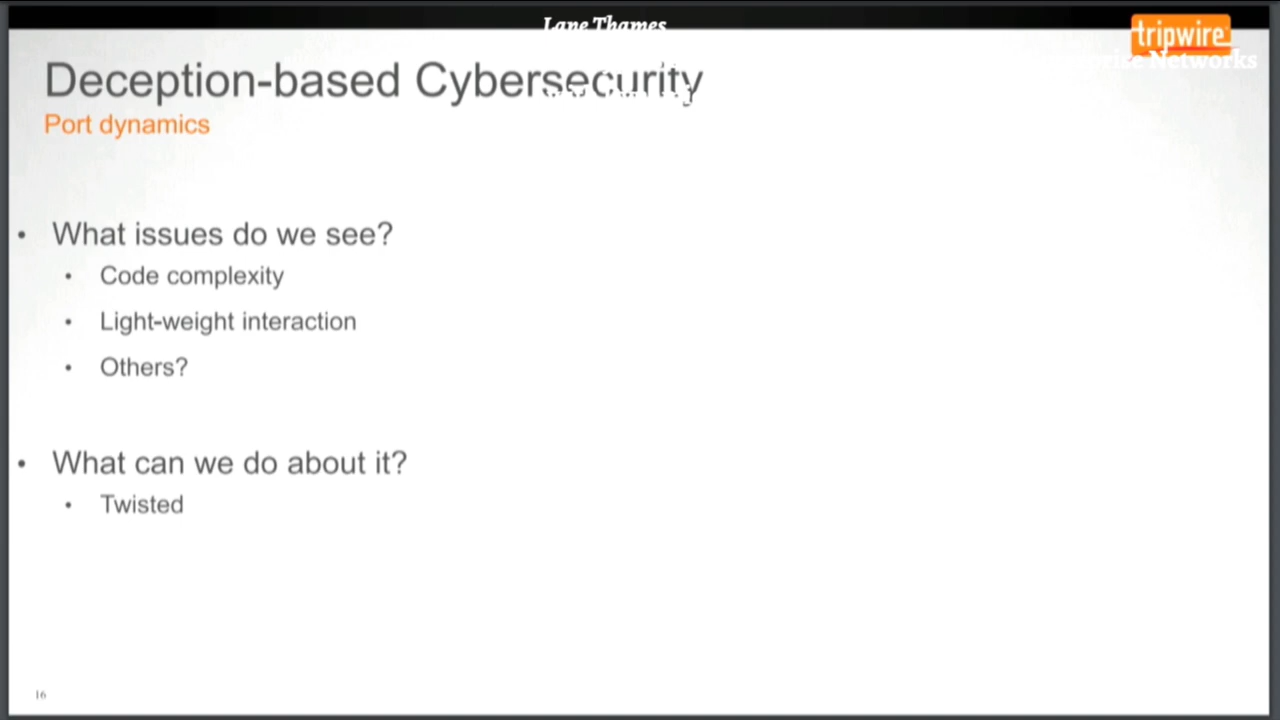 Lane Thames
tripwire
Networks
Deception-based Cybersecurity
Port dynamics
• What issues do we see?
• Code complexity
• Light-weight interaction
• Others?
• What can we do about it?
• Twisted
16